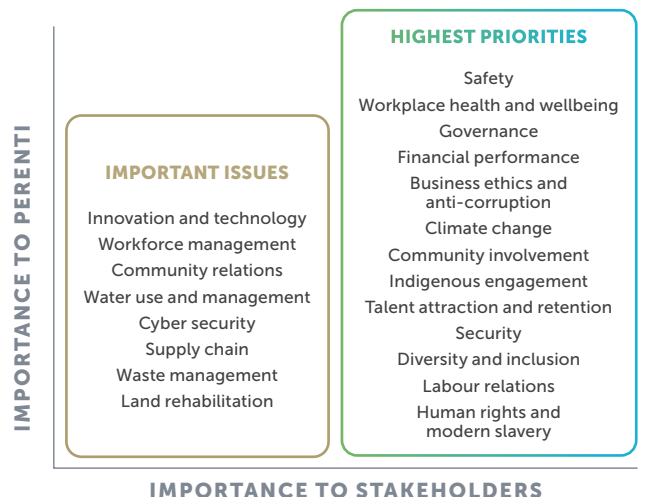 IMPORTANCE TO PERENTI
IMPORTANT ISSUES
Innovation and technology
Workforce management
Community relations
Water use and management
Cyber security
Supply chain
Waste management
Land rehabilitation
HIGHEST PRIORITIES
Safety
Workplace health and wellbeing
Governance
Financial performance
Business ethics and
anti-corruption
Climate change
Community involvement
Indigenous engagement
Talent attraction and retention
Security
Diversity and inclusion
Labour relations
Human rights and
modern slavery
IMPORTANCE TO STAKEHOLDERS